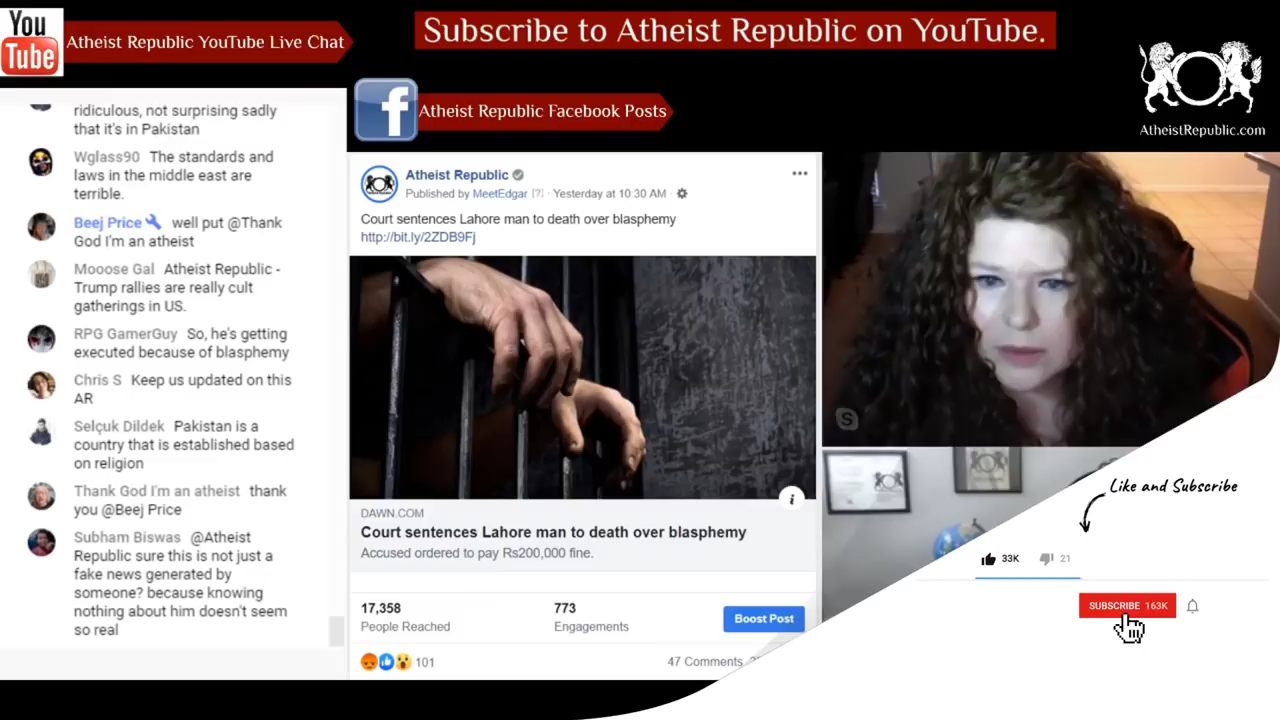 You
Tube
Atheist Republic YouTube Live Chat
Subscribe to Atheist Republic on YouTube.
AtheistRepublic.com
f
Atheist Republic Facebook Posts
ridiculous, not surprising sadly
that it's in Pakistan
Wglass90 The standards and
laws in the middle east are
terrible.
Beej Price well put @Thank
God I'm an atheist
Mooose Gal Atheist Republic -
Trump rallies are really cult
gatherings in US.
RPG GamerGuy So, he's getting
executed because of blasphemy
Chris S Keep us updated on this
AR
Selçuk Dildek Pakistan is a
country that is established based
on religion
Thank God I'm an atheist thank
you @Beej Price
Subham Biswas @Atheist
Republic sure this is not just a
fake news generated by
someone? because knowing
nothing about him doesn't seem
so real
Atheist Republic
Published by MeetEdgar [?] · Yesterday at 10:30 AM ·
Court sentences Lahore man to death over blasphemy
http://bit.ly/2ZDB9Fj
i
DAWN.COM
Court sentences Lahore man to death over blasphemy
Accused ordered to pay Rs200,000 fine.
17,358
People Reached
773
Engagements
Boost Post
101
47 Comments
S
Like and Subscribe
33K
21
SUBSCRIBE 163K